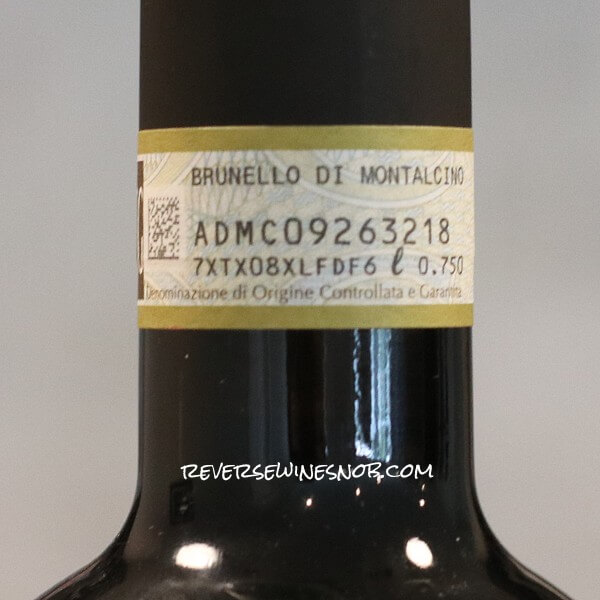 BRUNELLO DI MONTALCINO
ADMC09263218
7XTX08XLFDF6 ℓ 0.750
Denominazione di Origine Controllata e Garantita
REVERSEWINESNOB.COM